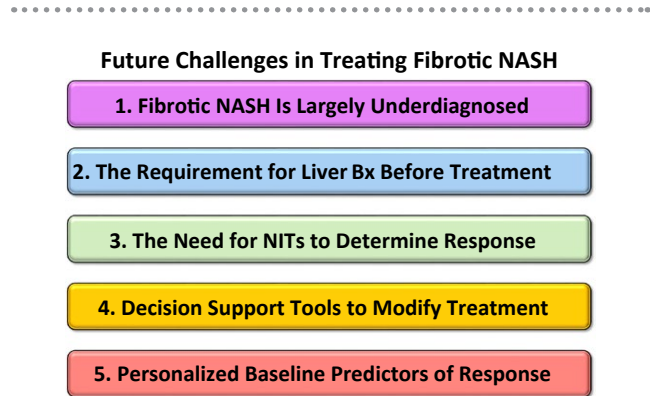 Future Challenges in Treating Fibrotic NASH
1. Fibrotic NASH Is Largely Underdiagnosed
2. The Requirement for Liver Bx Before Treatment
3. The Need for NITs to Determine Response
4. Decision Support Tools to Modify Treatment
5. Personalized Baseline Predictors of Response